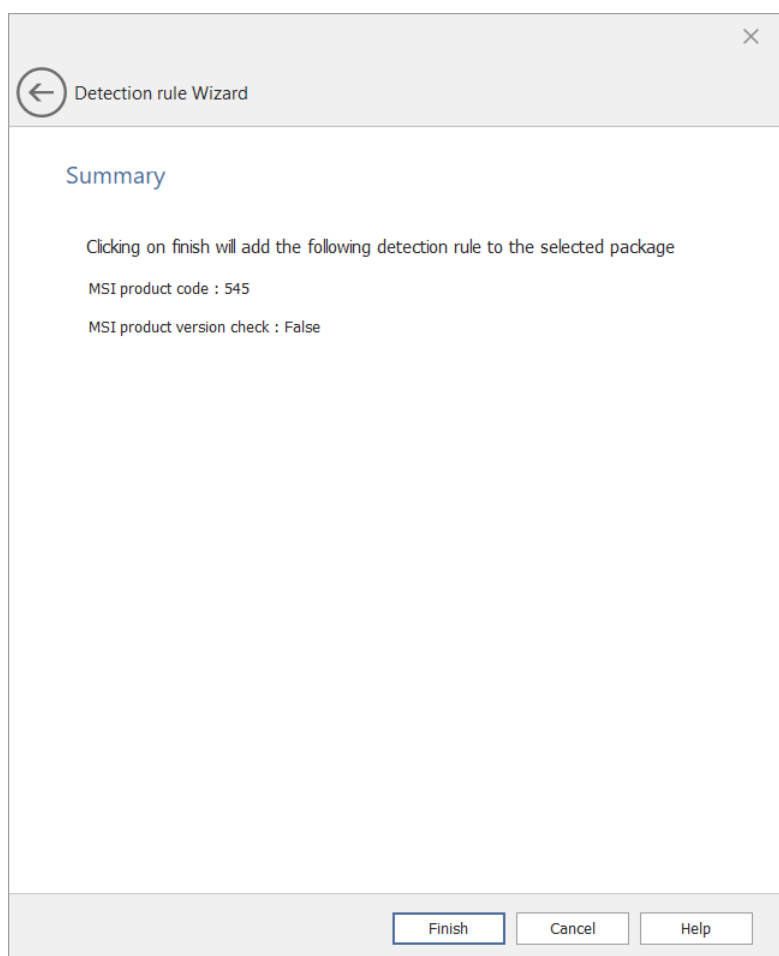 Detection rule Wizard
Summary
Clicking on finish will add the following detection rule to the selected package
MSI product code : 545
MSI product version check : False
Finish
Cancel
Help